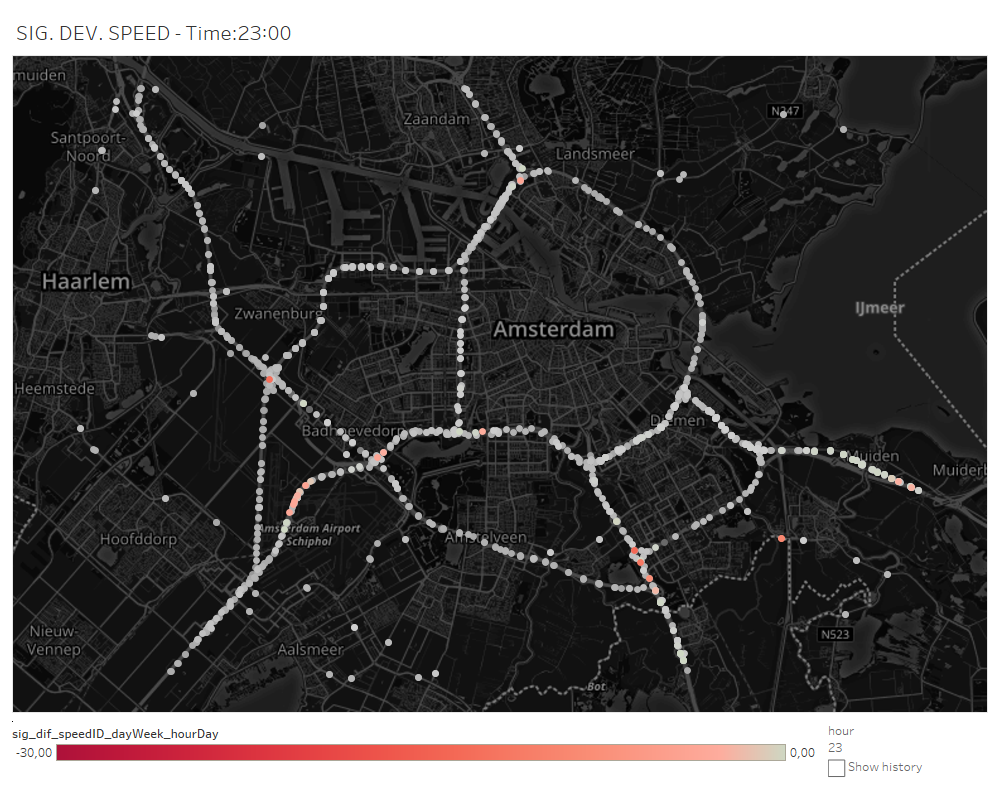 SIG. DEV. SPEED - Time:23:00
muiden
Zaandam
N247
Santpoort-
Noord
Landsmeer
Haarlem
Zwanenburg
IJmeer
Amsterdam
Heemstede
Diemen
Badhoevedorp
Muiden
Muiderb
Amsterdam Airport
Schiphol
Hoofddorp
Amstelveen
Nieuw-
Vennep
N523
Aalsmeer
Bot
sig_dif_speedID_dayWeek_hourDay
-30,00
0,00
hour
23
Show history